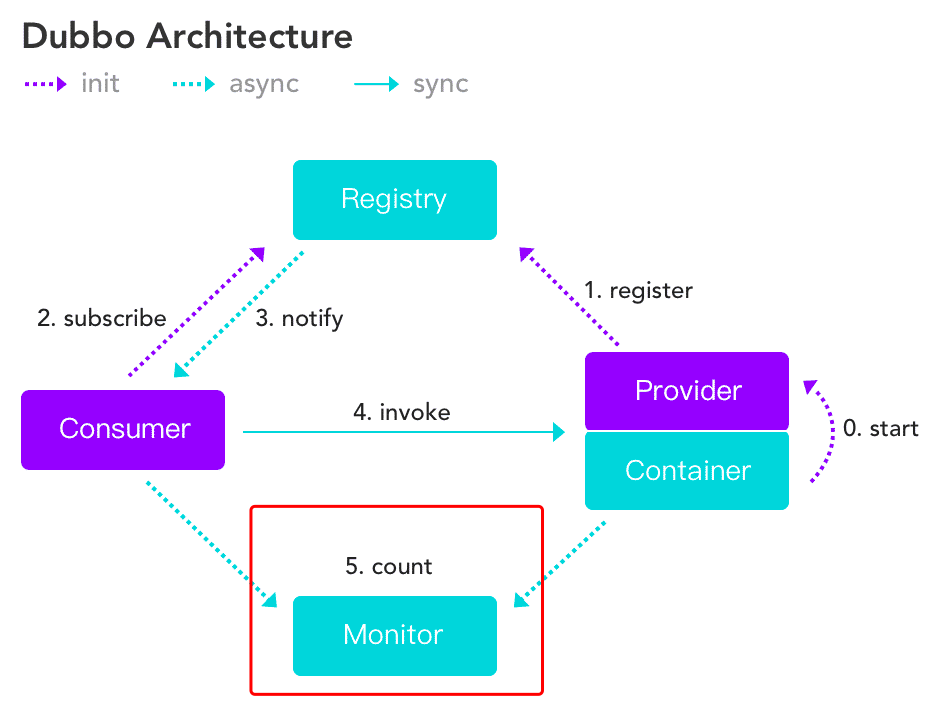 Dubbo Architecture
init async sync
Registry
1. register
2. subscribe 3. notify
Provider
4. invoke
Consumer
0. start
Container
5. count
Monitor